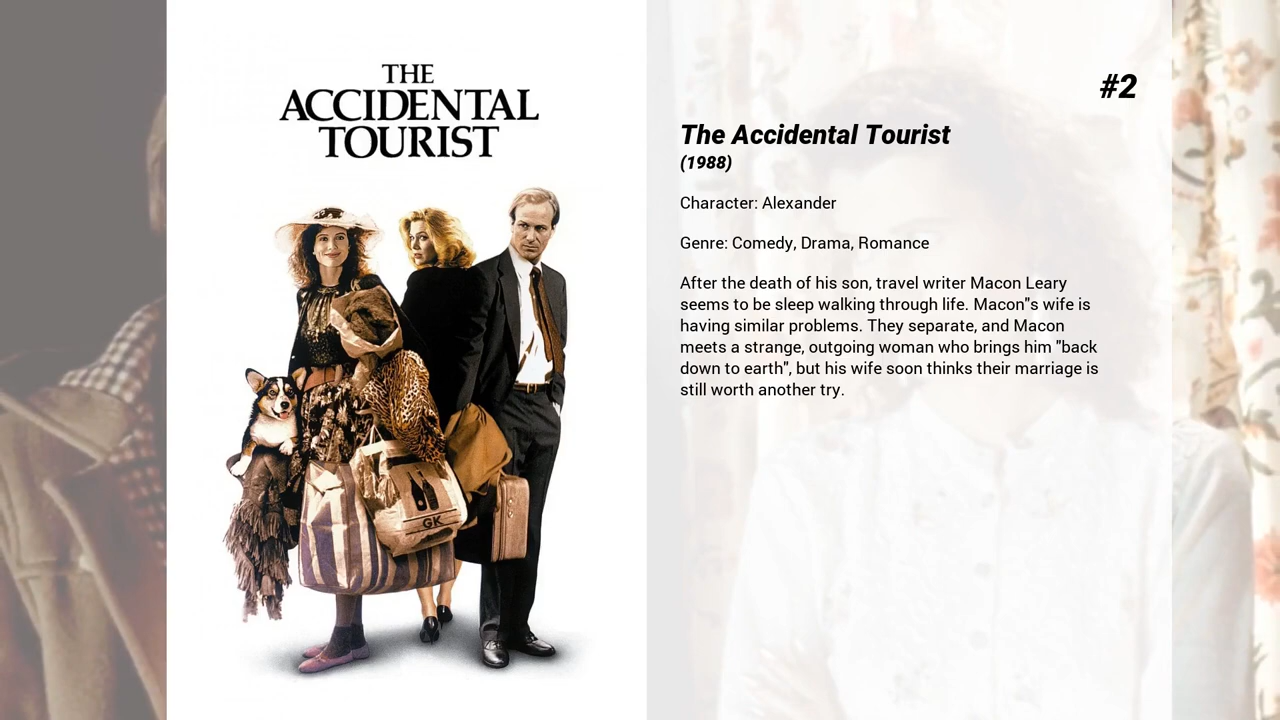 THE
ACCIDENTAL
TOURIST
GK
#2
The Accidental Tourist
(1988)
Character: Alexander
Genre: Comedy, Drama, Romance
After the death of his son, travel writer Macon Leary
seems to be sleep walking through life. Macon"s wife is
having similar problems. They separate, and Macon
meets a strange, outgoing woman who brings him "back
down to earth", but his wife soon thinks their marriage is
still worth another try.